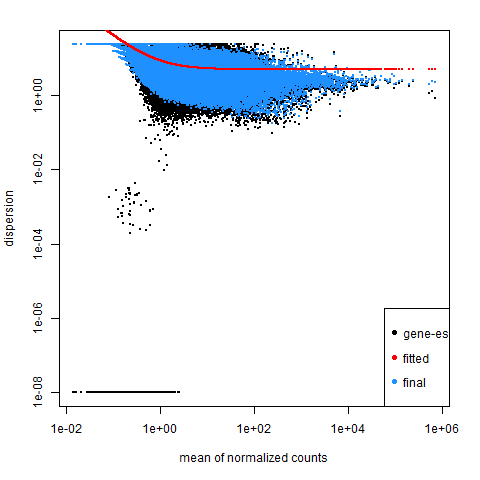 dispersion
1e+00
1e-02
1e-04
1e-06
1e-08
gene-es
fitted
final
1e-02 1e+00 1e+02 1e+04 1e+06
mean of normalized counts